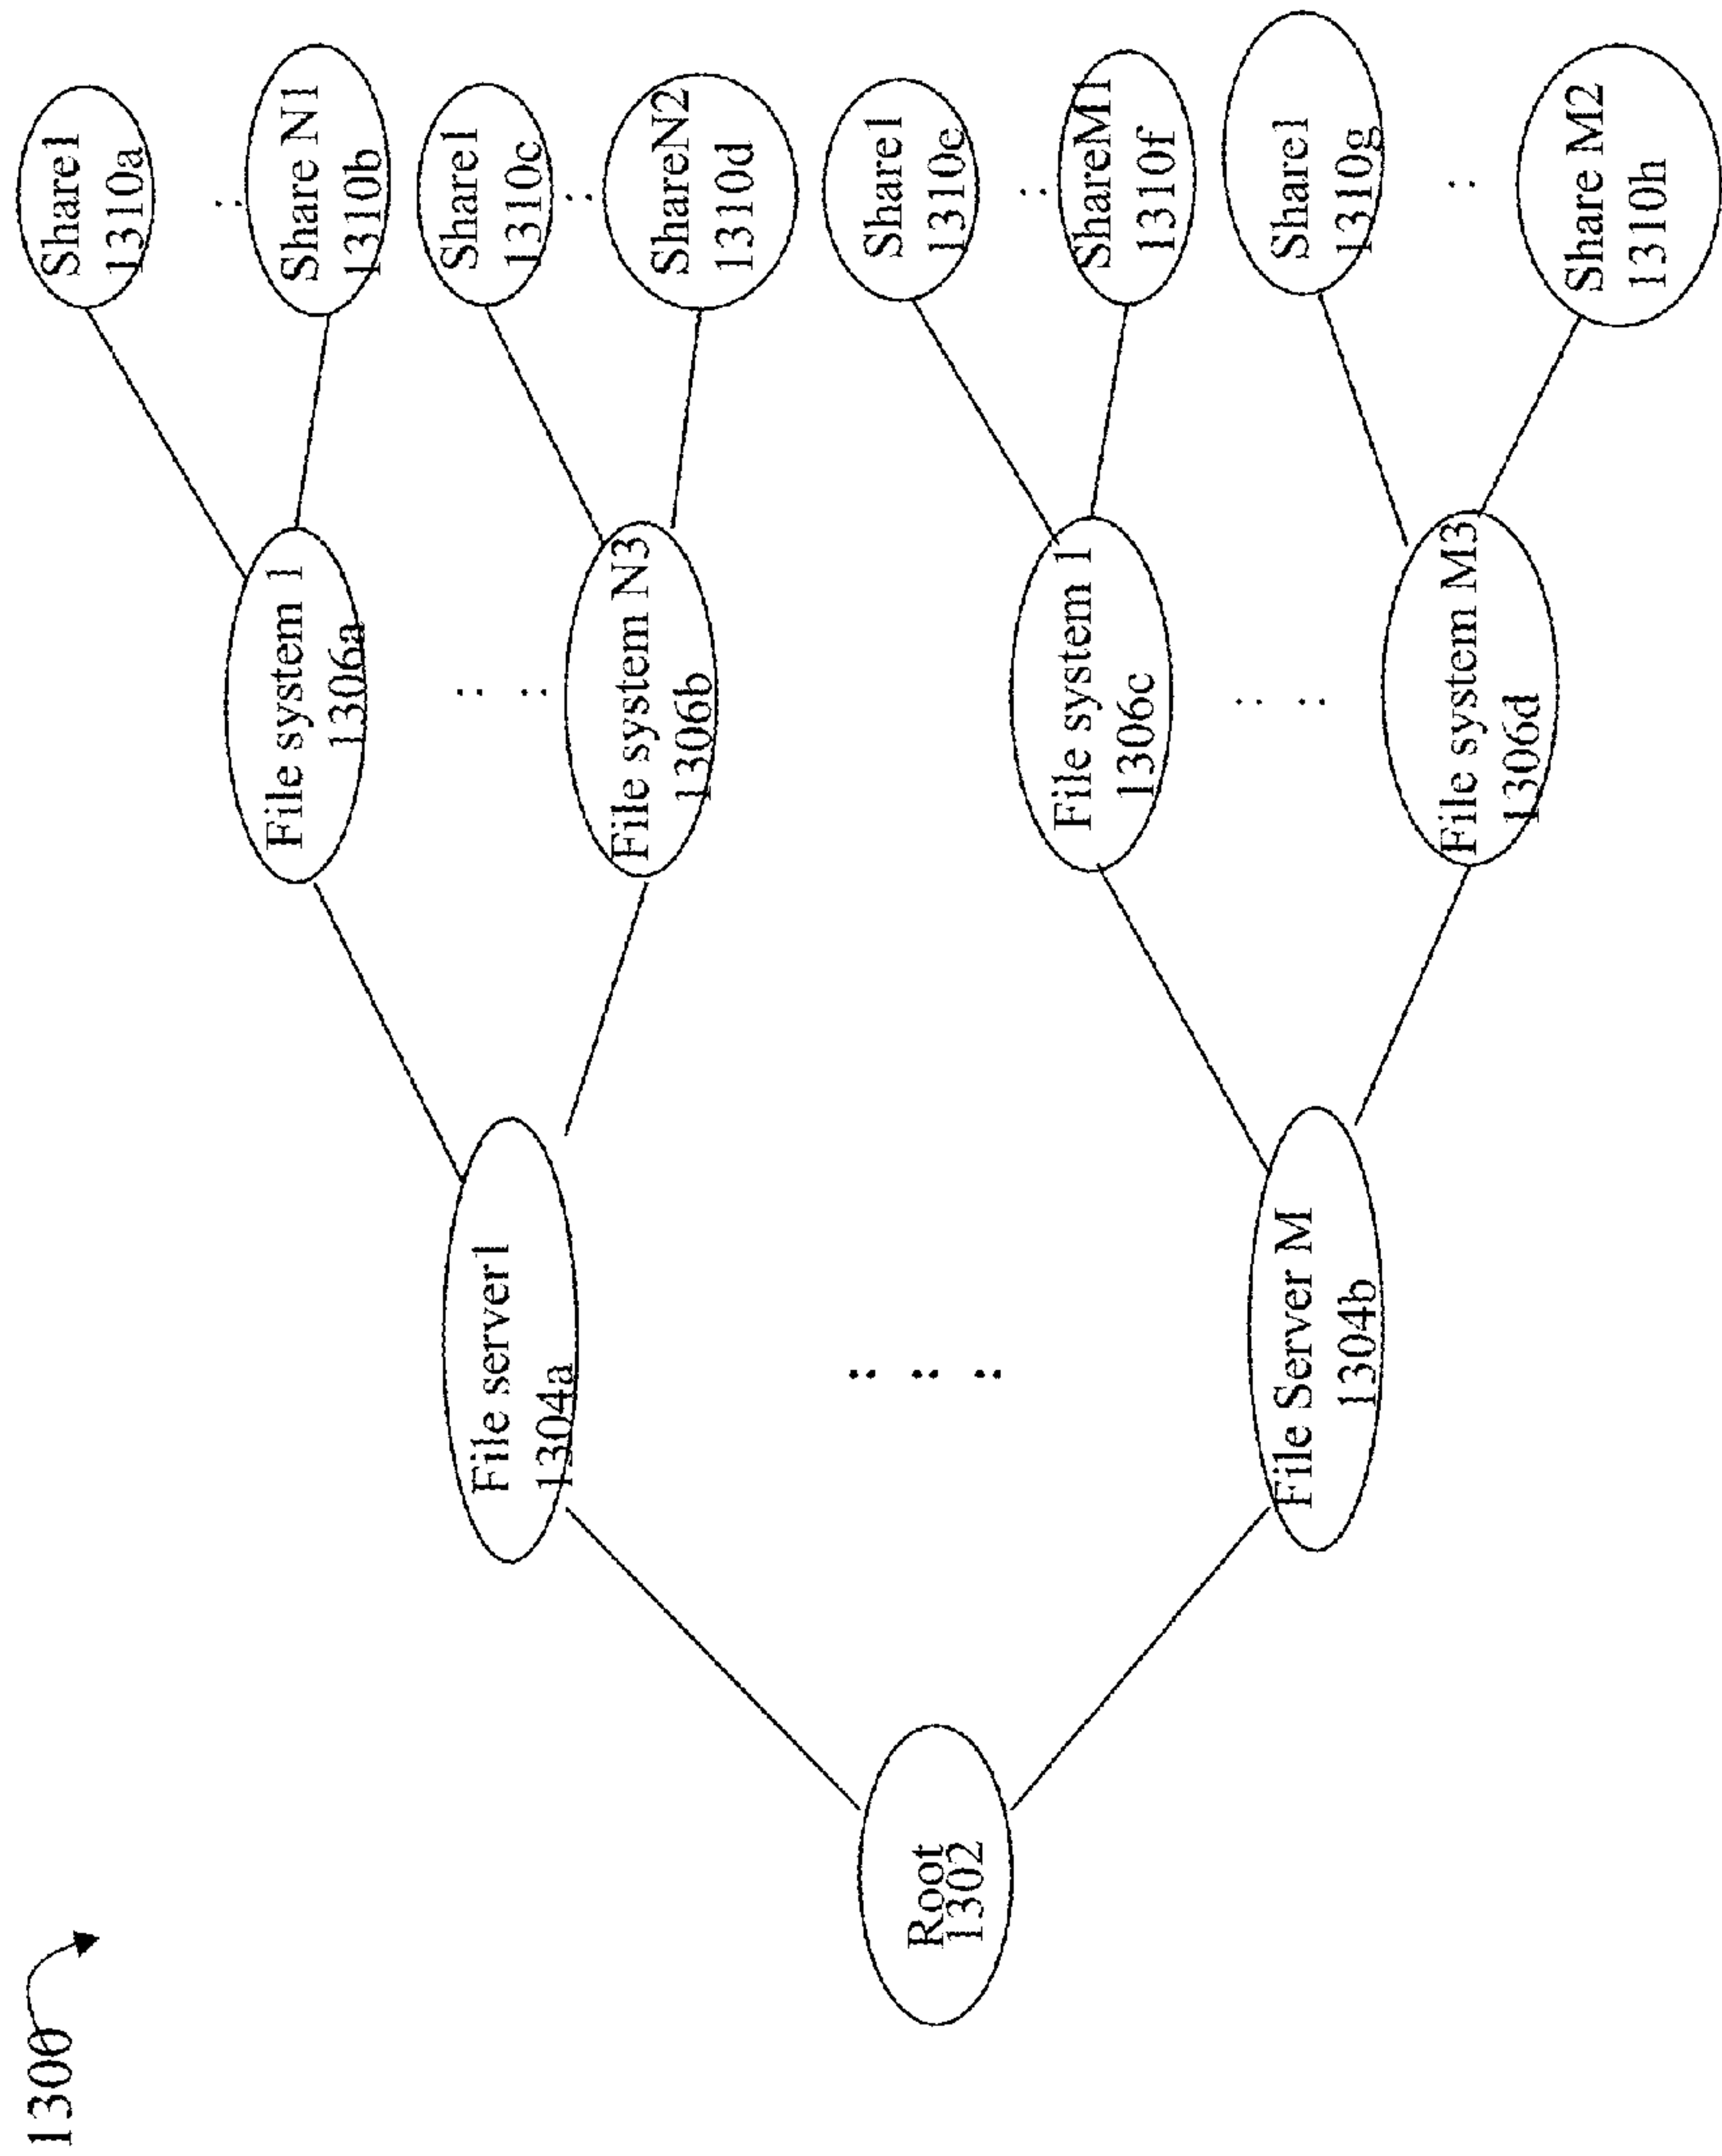 1300
Root
1302
File server1
1304a
File Server M
1304b
File system 1
1306a
File system N3
1306b
File system 1
1306c
File system M3
1306d
Share1
1310a
Share N1
1310b
Share1
1310c
ShareN2
1310d
Share1
1310e
ShareM1
1310f
Share1
1310g
Share M2
1310h